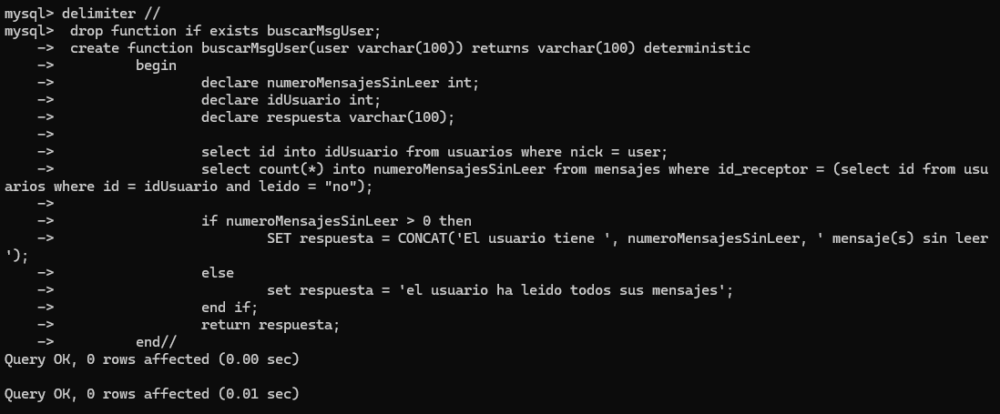 mysql> delimiter //
mysql>  drop function if exists buscarMsgUser;
    ->  create function buscarMsgUser(user varchar(100)) returns varchar(100) deterministic
    ->          begin
    ->                  declare numeroMensajesSinLeer int;
    ->                  declare idUsuario int;
    ->                  declare respuesta varchar(100);
    ->
    ->                  select id into idUsuario from usuarios where nick = user;
    ->                  select count(*) into numeroMensajesSinLeer from mensajes where id_receptor = (select id from usu
arios where id = idUsuario and leido = "no");
    ->
    ->                  if numeroMensajesSinLeer > 0 then
    ->                          SET respuesta = CONCAT('El usuario tiene ', numeroMensajesSinLeer, ' mensaje(s) sin leer
');
    ->                  else
    ->                          set respuesta = 'el usuario ha leido todos sus mensajes';
    ->                  end if;
    ->                  return respuesta;
    ->          end//
Query OK, 0 rows affected (0.00 sec)

Query OK, 0 rows affected (0.01 sec)